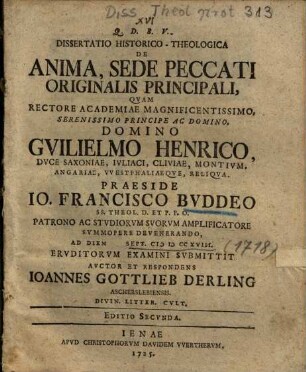 Diss. Theol. prot. 313
XVI
Q. D. B. V.
DISSERTATIO HISTORICO-THEOLOGICA
DE
ANIMA, SEDE PECCATI
ORIGINALIS PRINCIPALI,
QVAM
RECTORE ACADEMIAE MAGNIFICENTISSIMO,
SERENISSIMO PRINCIPE AC DOMINO,
DOMINO
GVILIELMO HENRICO,
DVCE SAXONIAE, IVLIACI, CLIVIAE, MONTIVM,
ANGARIAE, VVESTPHALIAEQVE, RELIQVA.
PRAESIDE
IO. FRANCISCO BVDDEO
SS. THEOL. D. ET P. P. O.
PATRONO AC STVDIORVM SVORVM AMPLIFICATORE
SVMMOPERE DEVENERANDO,
AD DIEM SEPT. CIↃ IↃ CC XVIII.
(1718)
ERVDITORVM EXAMINI SVBMITTIT
AVCTOR ET RESPONDENS
IOANNES GOTTLIEB DERLING
ASCHERSLEBIENSIS.
DIVIN. LITTER. CVLT.
EDITIO SECVNDA.
IENAE
APVD CHRISTOPHORVM DAVIDEM VVERTHERVM,
1725.